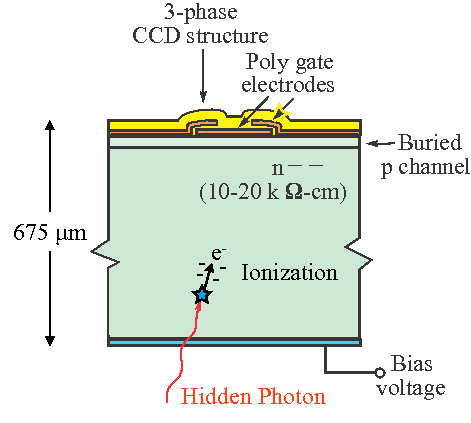 3-phase
CCD structure
Poly gate
electrodes
Buried
p channel
n– –
(10-20 k Ω-cm)
675 μm
e-
Ionization
Bias
voltage
Hidden Photon